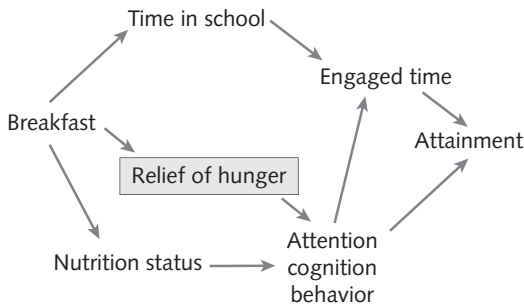 Time in school
Engaged time
Breakfast
Attainment
Relief of hunger
Nutrition status
Attention
cognition
behavior